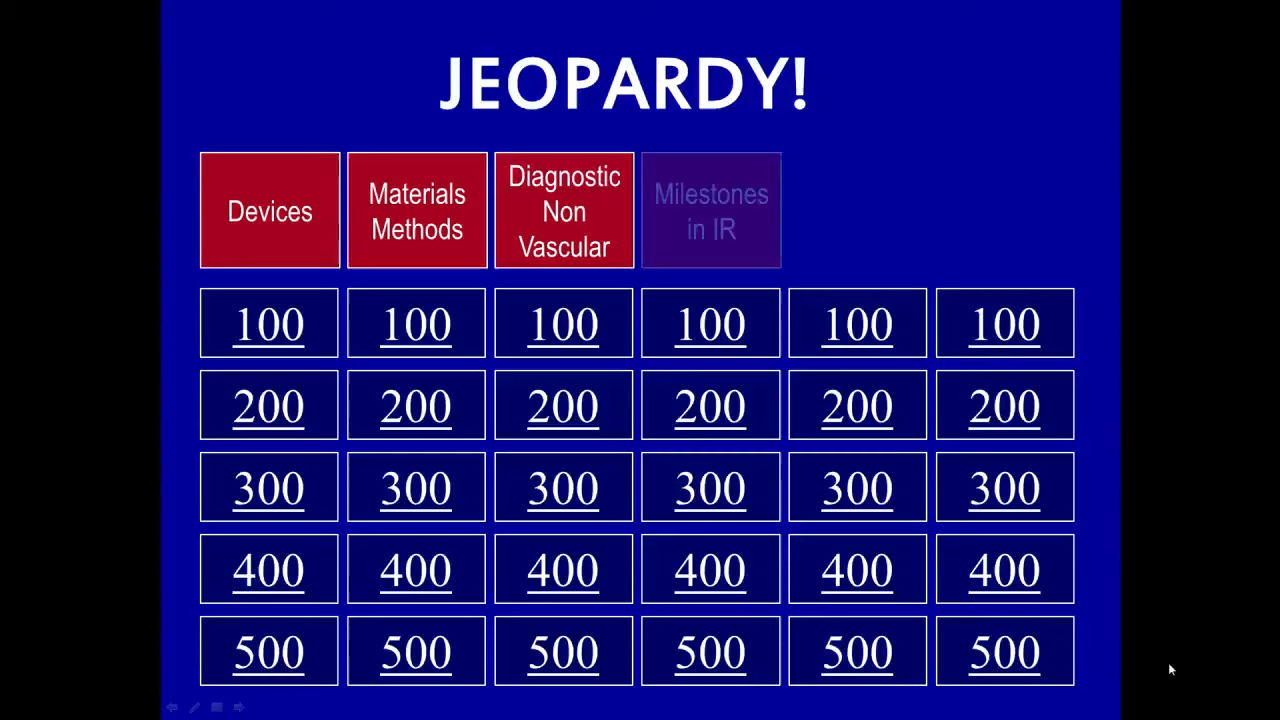 JEOPARDY!
Devices
Materials
Methods
Diagnostic
Non
Vascular
Milestones
in IR
100 100 100 100 100 100
200 200 200 200 200 200
300 300 300 300 300 300
400 400 400 400 400 400
500 500 500 500 500 500